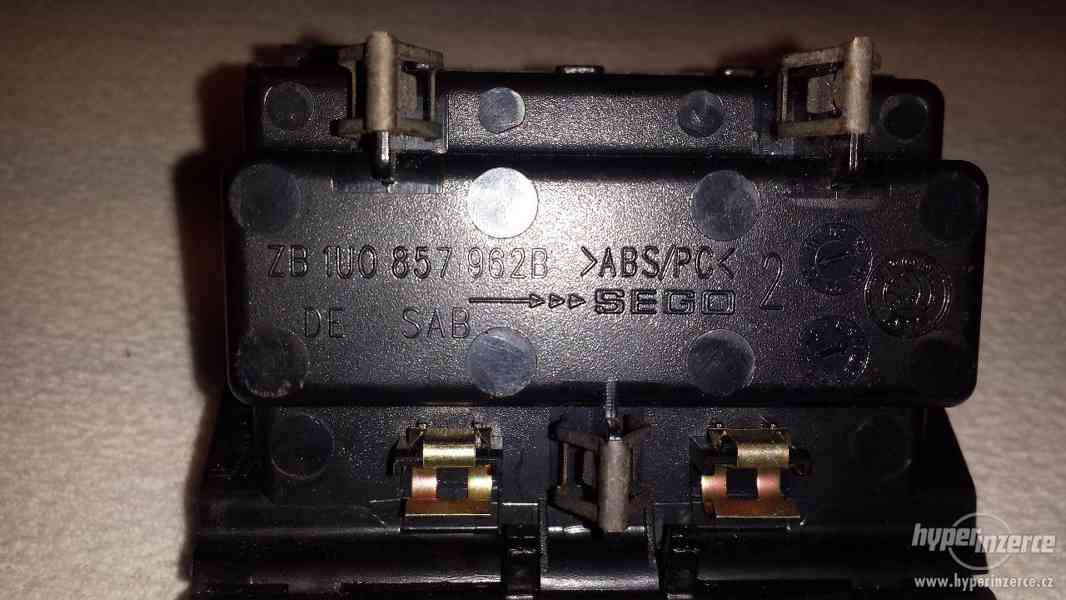 ZB 1U0 857 962B >ABS/PC<
SEGO 2
DE SAB
hyperinzerce
www.hyperinzerce.cz